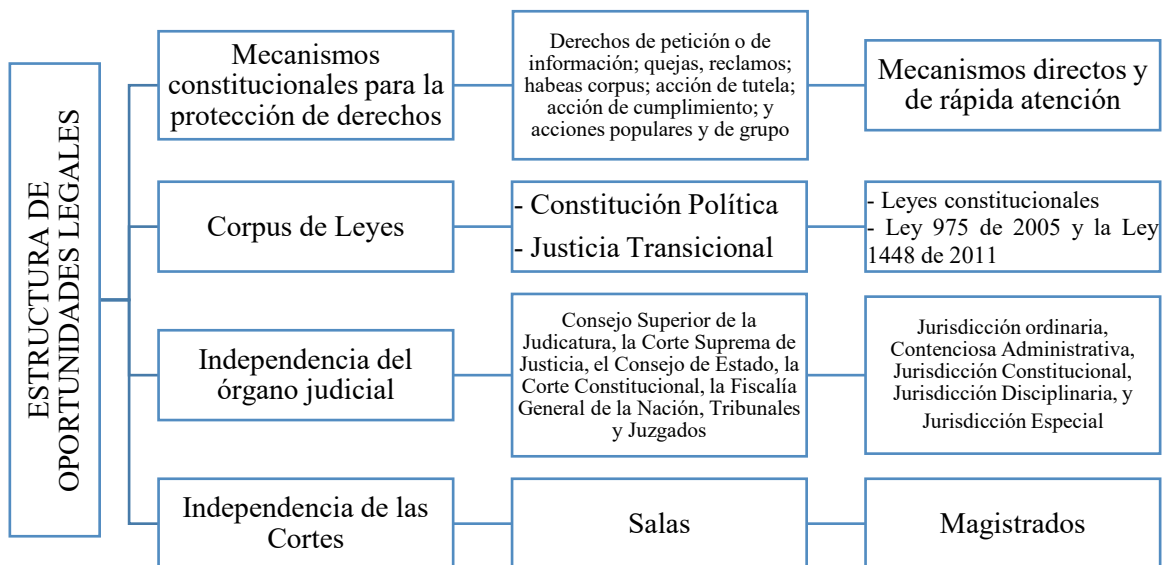 ESTRUCTURA DE
OPORTUNIDADES LEGALES
Mecanismos
constitucionales para la
protección de derechos
Derechos de petición o de
información; quejas, reclamos;
habeas corpus; acción de tutela;
acción de cumplimiento; y
acciones populares y de grupo
Mecanismos directos y
de rápida atención
Corpus de Leyes
- Constitución Política
- Justicia Transicional
- Leyes constitucionales
- Ley 975 de 2005 y la Ley
1448 de 2011
Independencia del
órgano judicial
Consejo Superior de la
Judicatura, la Corte Suprema de
Justicia, el Consejo de Estado, la
Corte Constitucional, la Fiscalía
General de la Nación, Tribunales
y Juzgados
Jurisdicción ordinaria,
Contenciosa Administrativa,
Jurisdicción Constitucional,
Jurisdicción Disciplinaria, y
Jurisdicción Especial
Independencia de las
Cortes
Salas
Magistrados